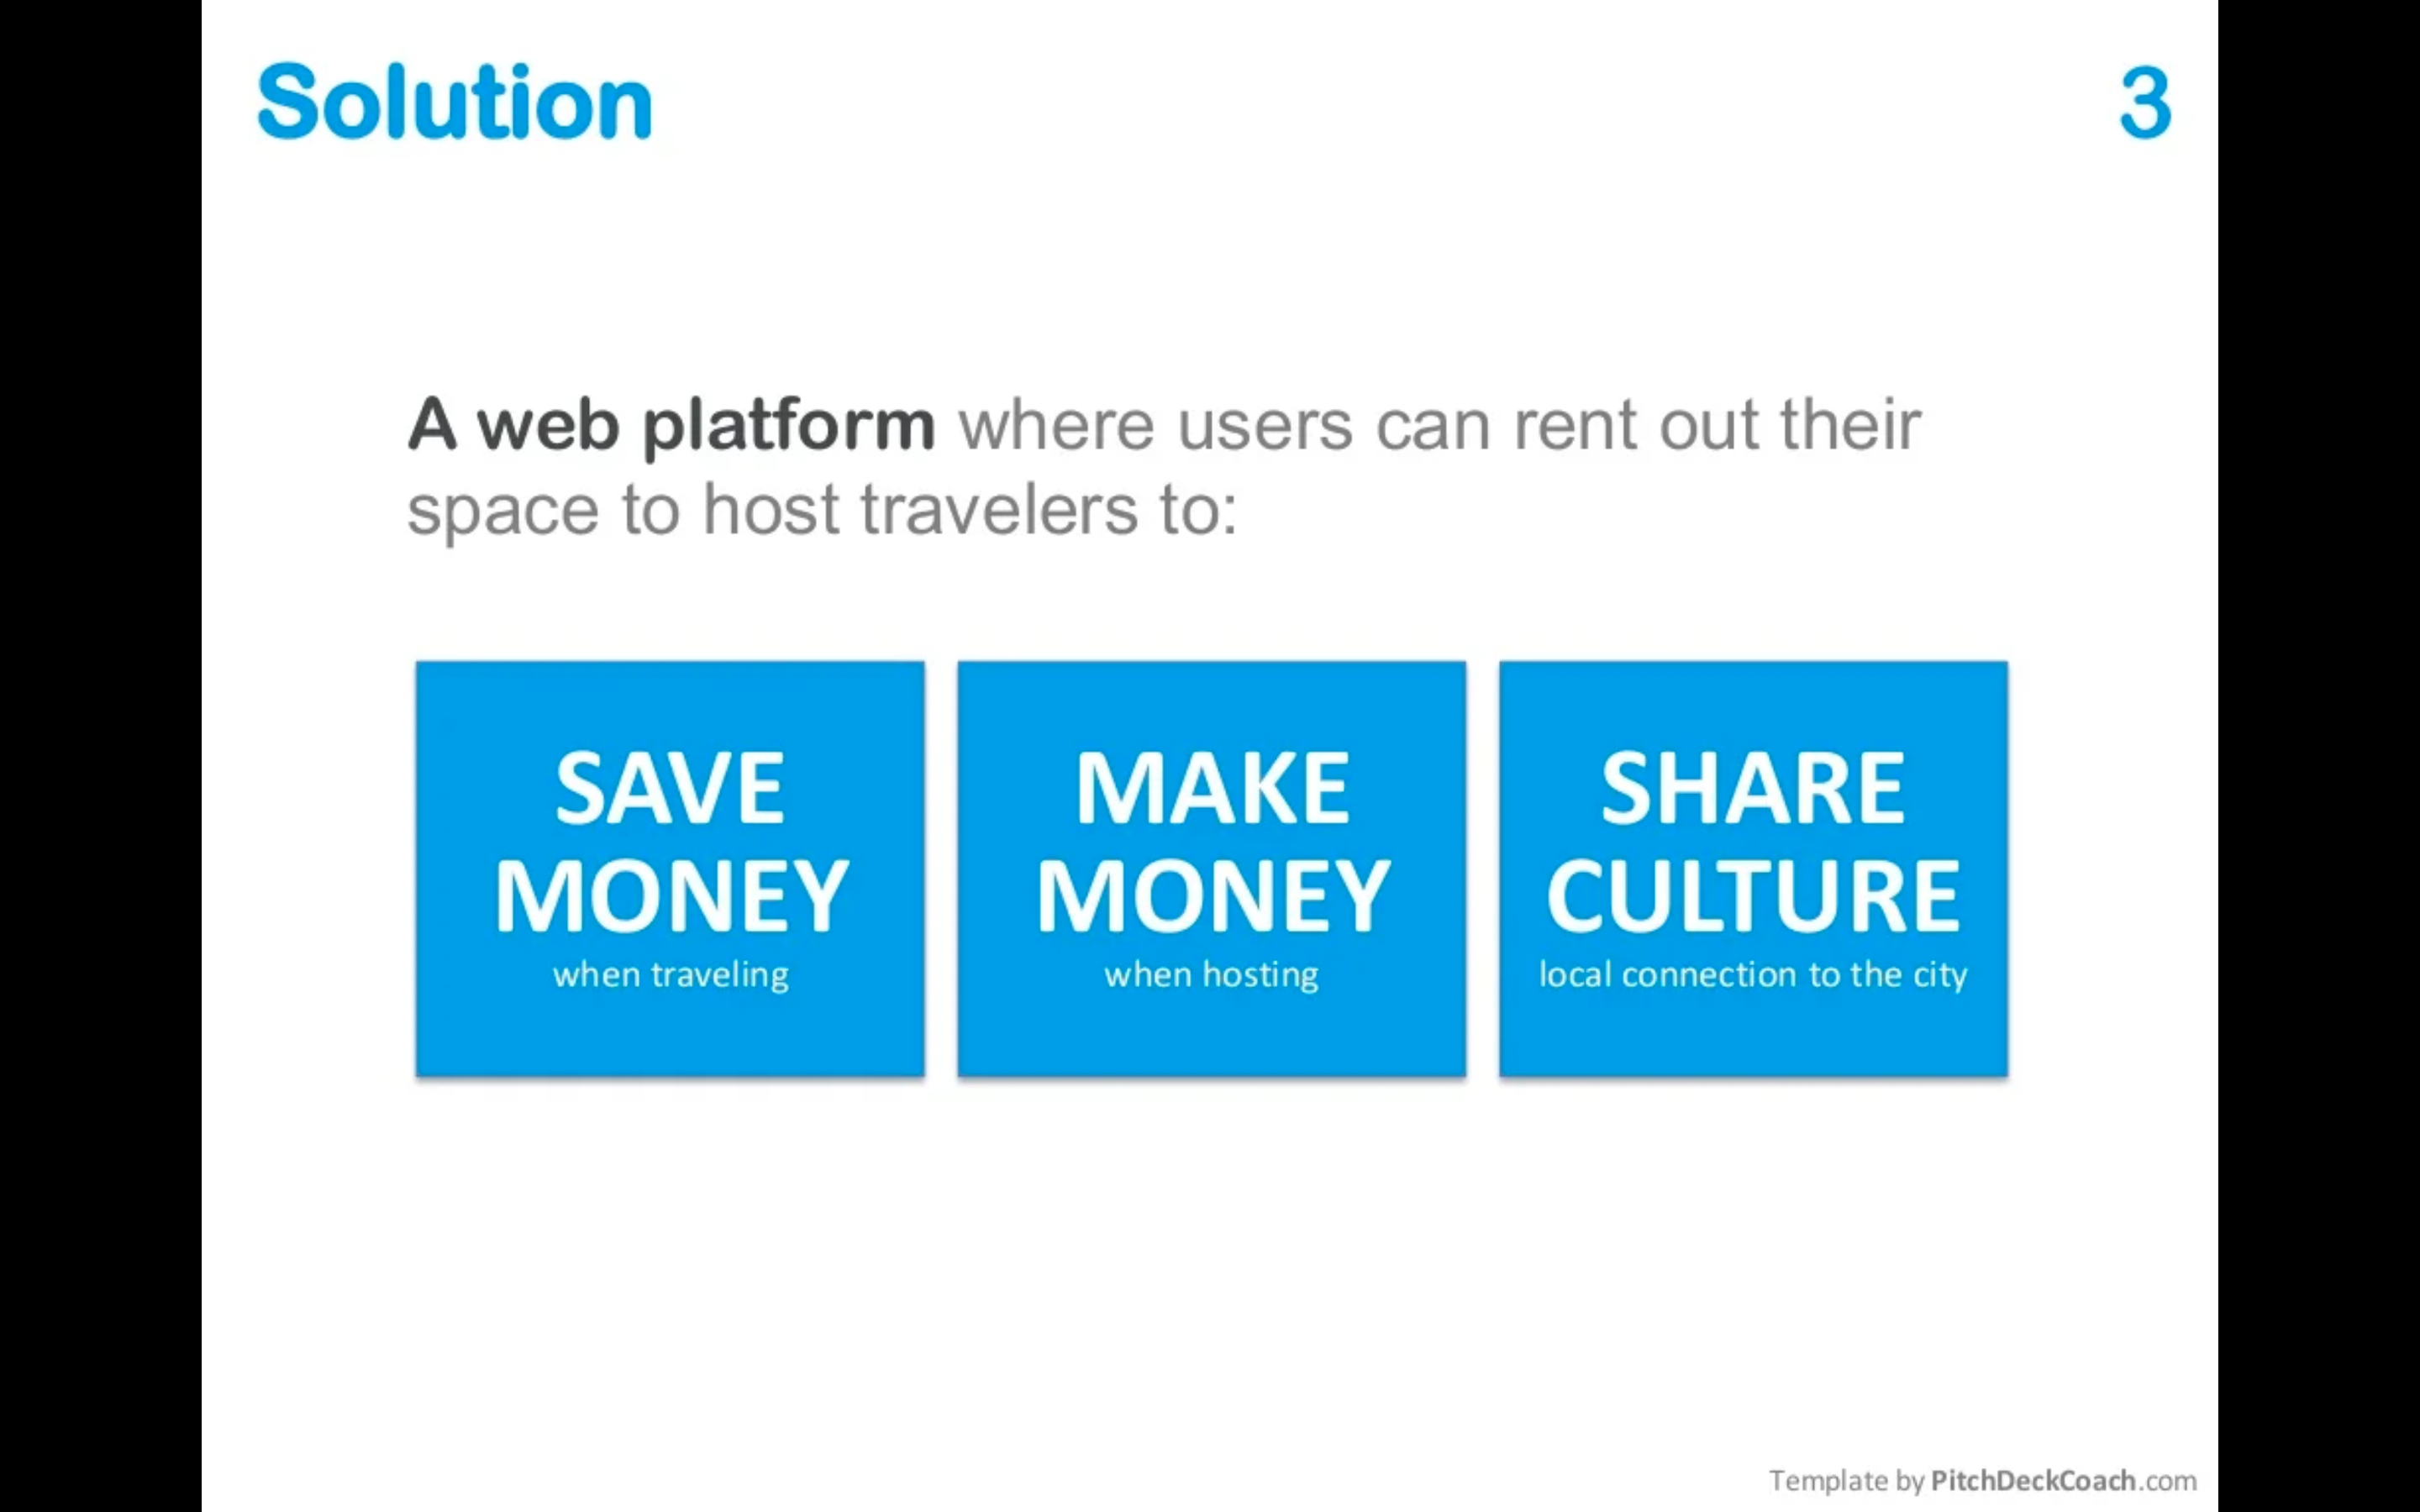 Solution
3
A web platform where users can rent out their
space to host travelers to:
SAVE
MONEY
when traveling
MAKE
MONEY
when hosting
SHARE
CULTURE
local connection to the city
Template by PitchDeckCoach.com